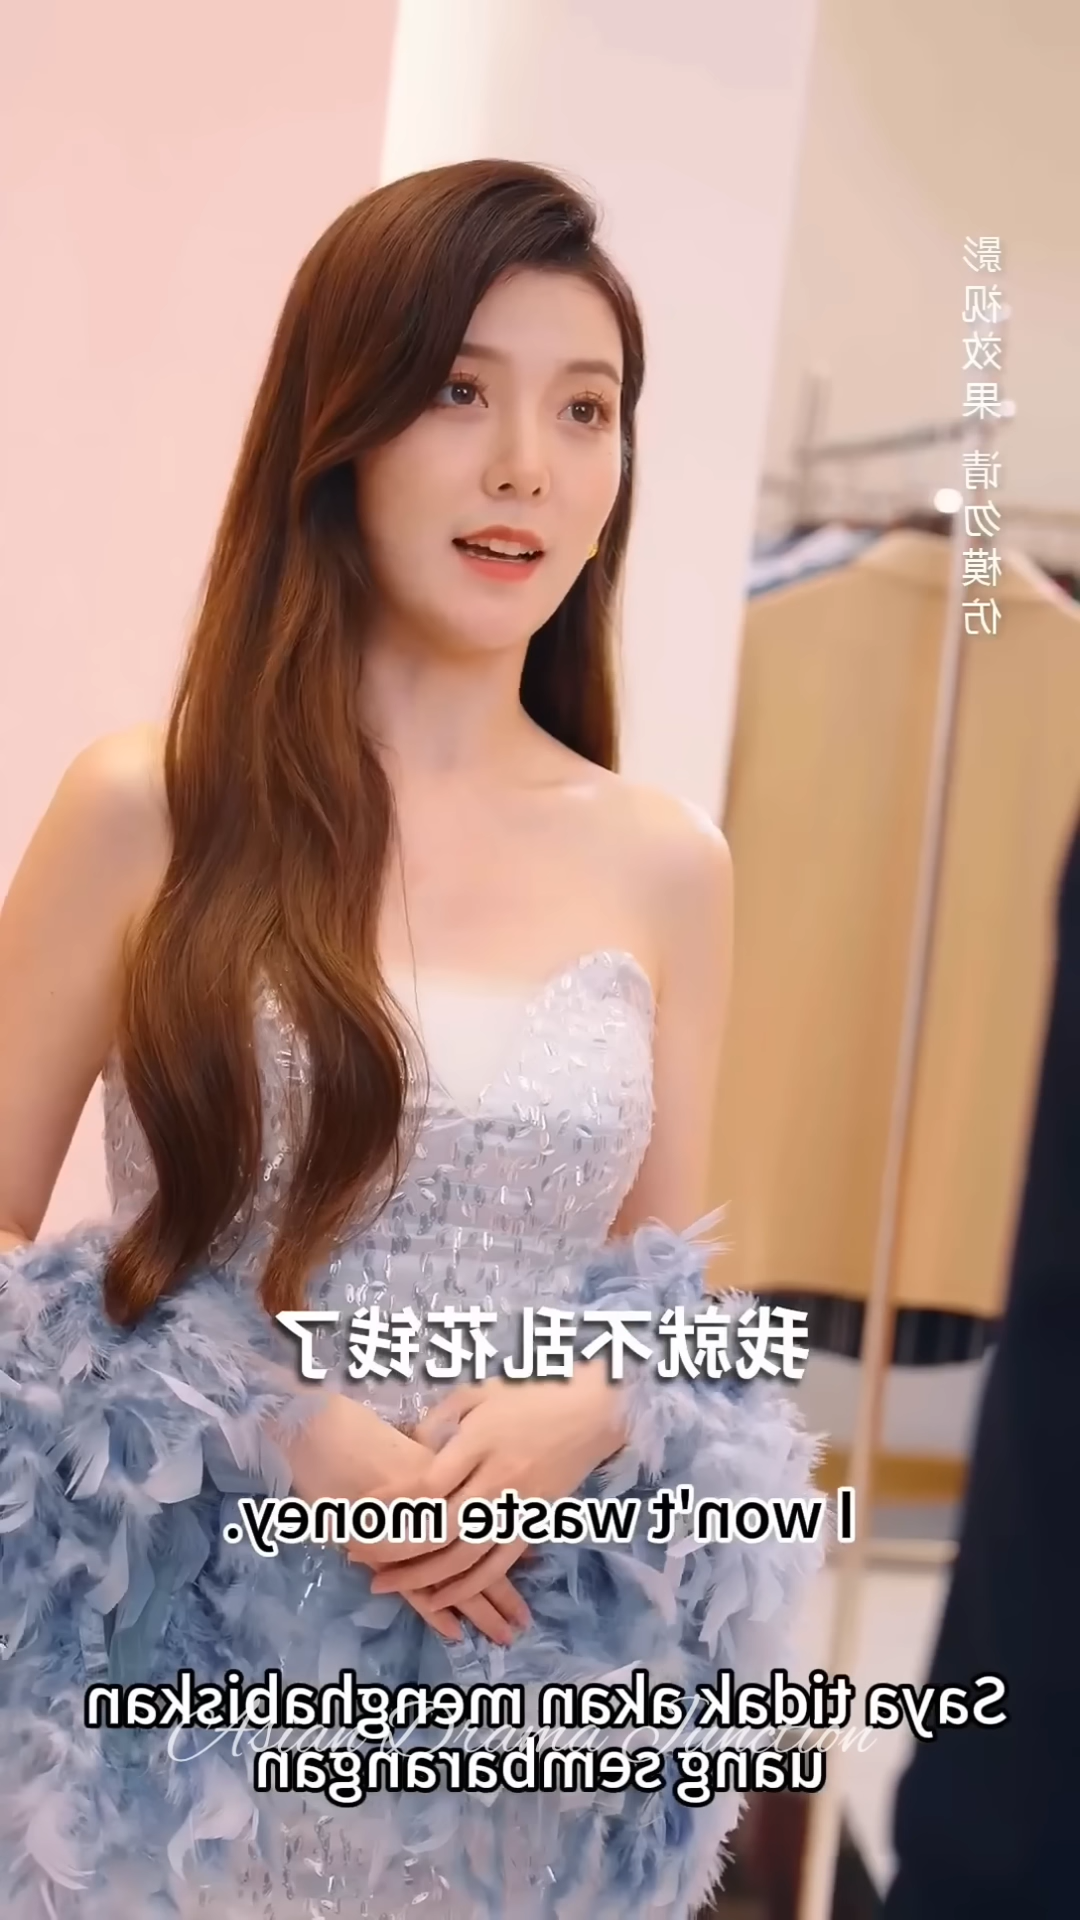 影视效果 请勿模仿
我就不乱花钱了
I won't waste money.
Saya tidak akan menghabiskan
uang sembarangan
Asian Drama Junction